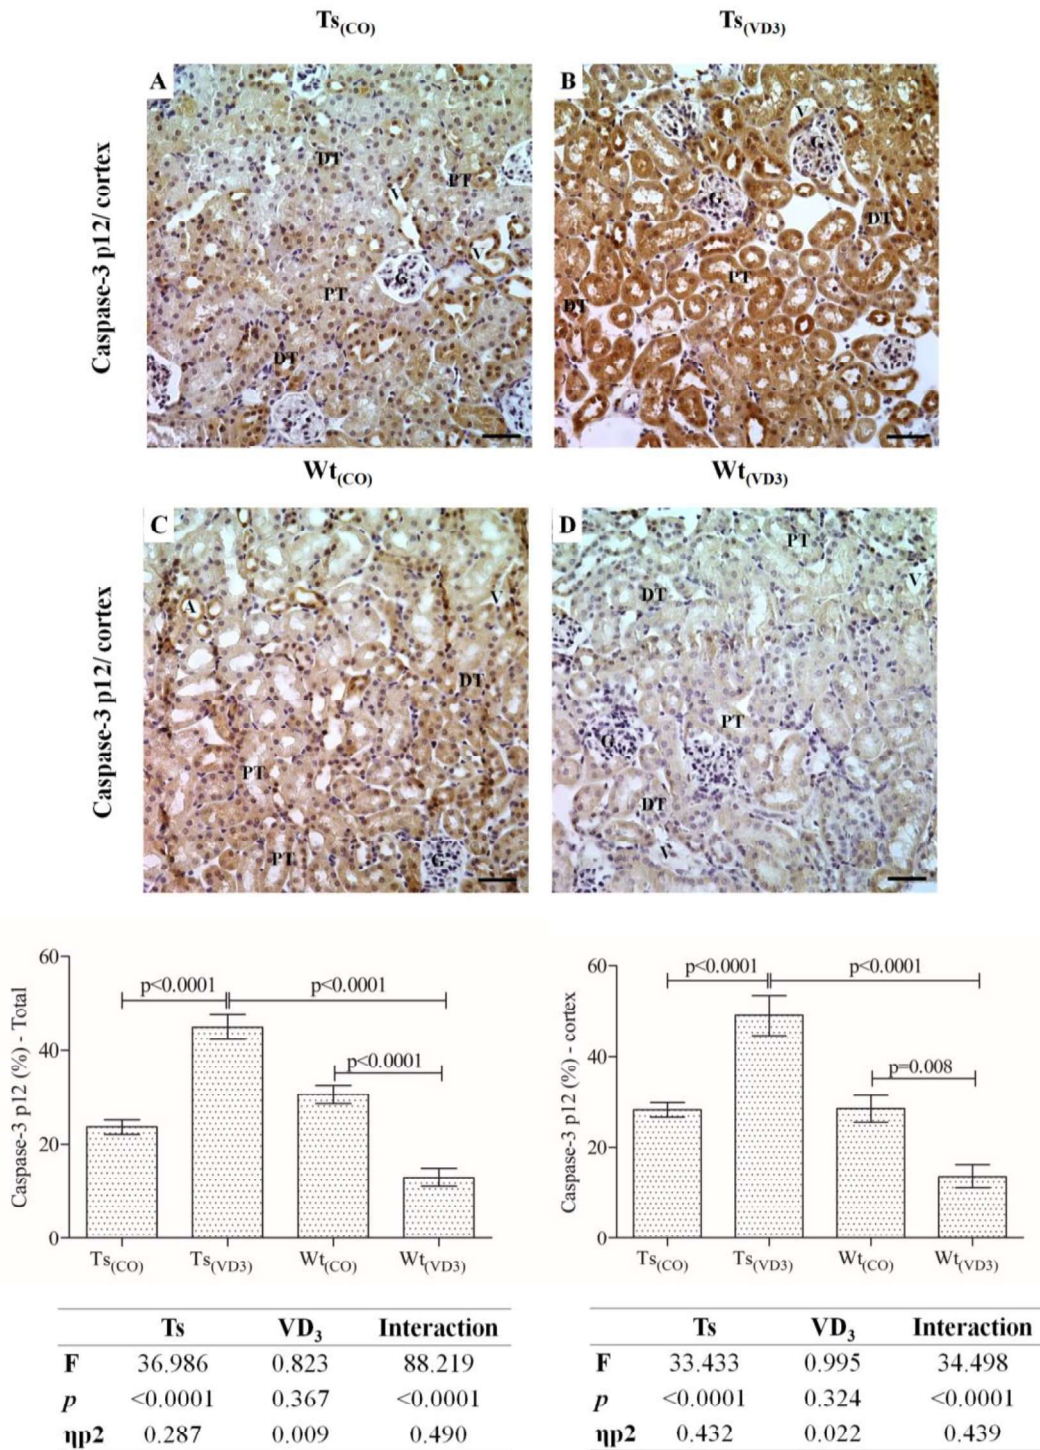 Ts(CO) Ts(VD3)
Caspase-3 p12/ cortex
A
DT
PT
V
V
G
PT
DT
B
V
G
G
DT
PT
DT
Wt(CO) Wt(VD3)
Caspase-3 p12/ cortex
C
A
V
DT
PT
PT
G
D
PT
V
DT
PT
G
DT
V
Caspase-3 p12 (%) - Total
60
40
20
0
p<0.0001
p<0.0001
p<0.0001
Ts(CO) Ts(VD3) Wt(CO) Wt(VD3)
Caspase-3 p12 (%) - cortex
60
40
20
0
p<0.0001
p<0.0001
p=0.008
Ts(CO) Ts(VD3) Wt(CO) Wt(VD3)
Ts VD3 Interaction
F 36.986 0.823 88.219
p <0.0001 0.367 <0.0001
ηp2 0.287 0.009 0.490
Ts VD3 Interaction
F 33.433 0.995 34.498
p <0.0001 0.324 <0.0001
ηp2 0.432 0.022 0.439